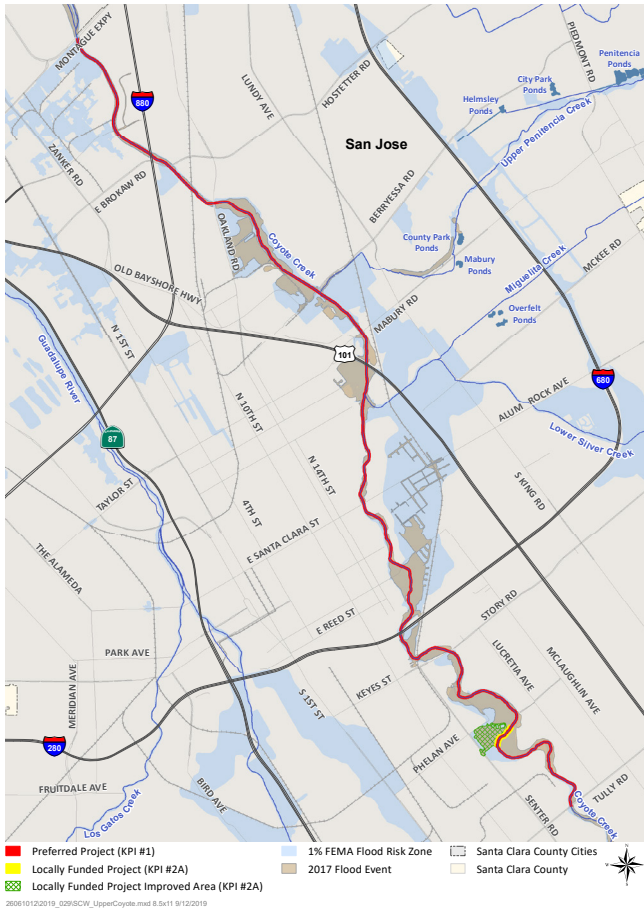 MONTAGUE EXPY
PIEDMONT RD
Penitencia
Ponds
City Park
Ponds
880
LUNDY AVE
HOSTETTER RD
Helmsley
Ponds
Upper Penitencia Creek
ZANKER RD
San Jose
E BROKAW RD
BERRYESSA RD
OAKLAND RD
Coyote Creek
County Park
Ponds
Mabury
Ponds
MCKEE RD
OLD BAYSHORE HWY
Miguelita Creek
MABURY RD
Overfelt
Ponds
N 1ST ST
Guadalupe River
101
680
N 10TH ST
ALUM ROCK AVE
Lower Silver Creek
87
N 14TH ST
TAYLOR ST
4TH ST
S KING RD
E SANTA CLARA ST
THE ALAMEDA
E REED ST
STORY RD
PARK AVE
MERIDIAN AVE
KEYES ST
LUCRETIA AVE
MCLAUGHLIN AVE
S 1ST ST
280
PHELAN AVE
FRUITDALE AVE
BIRD AVE
SENTER RD
TULLY RD
Los Gatos Creek
Coyote Creek
Preferred Project (KPI #1)
Locally Funded Project (KPI #2A)
Locally Funded Project Improved Area (KPI #2A)
1% FEMA Flood Risk Zone
2017 Flood Event
Santa Clara County Cities
Santa Clara County
26061012\2019_029\SCW_UpperCoyote.mxd 8.5x11 9/12/2019